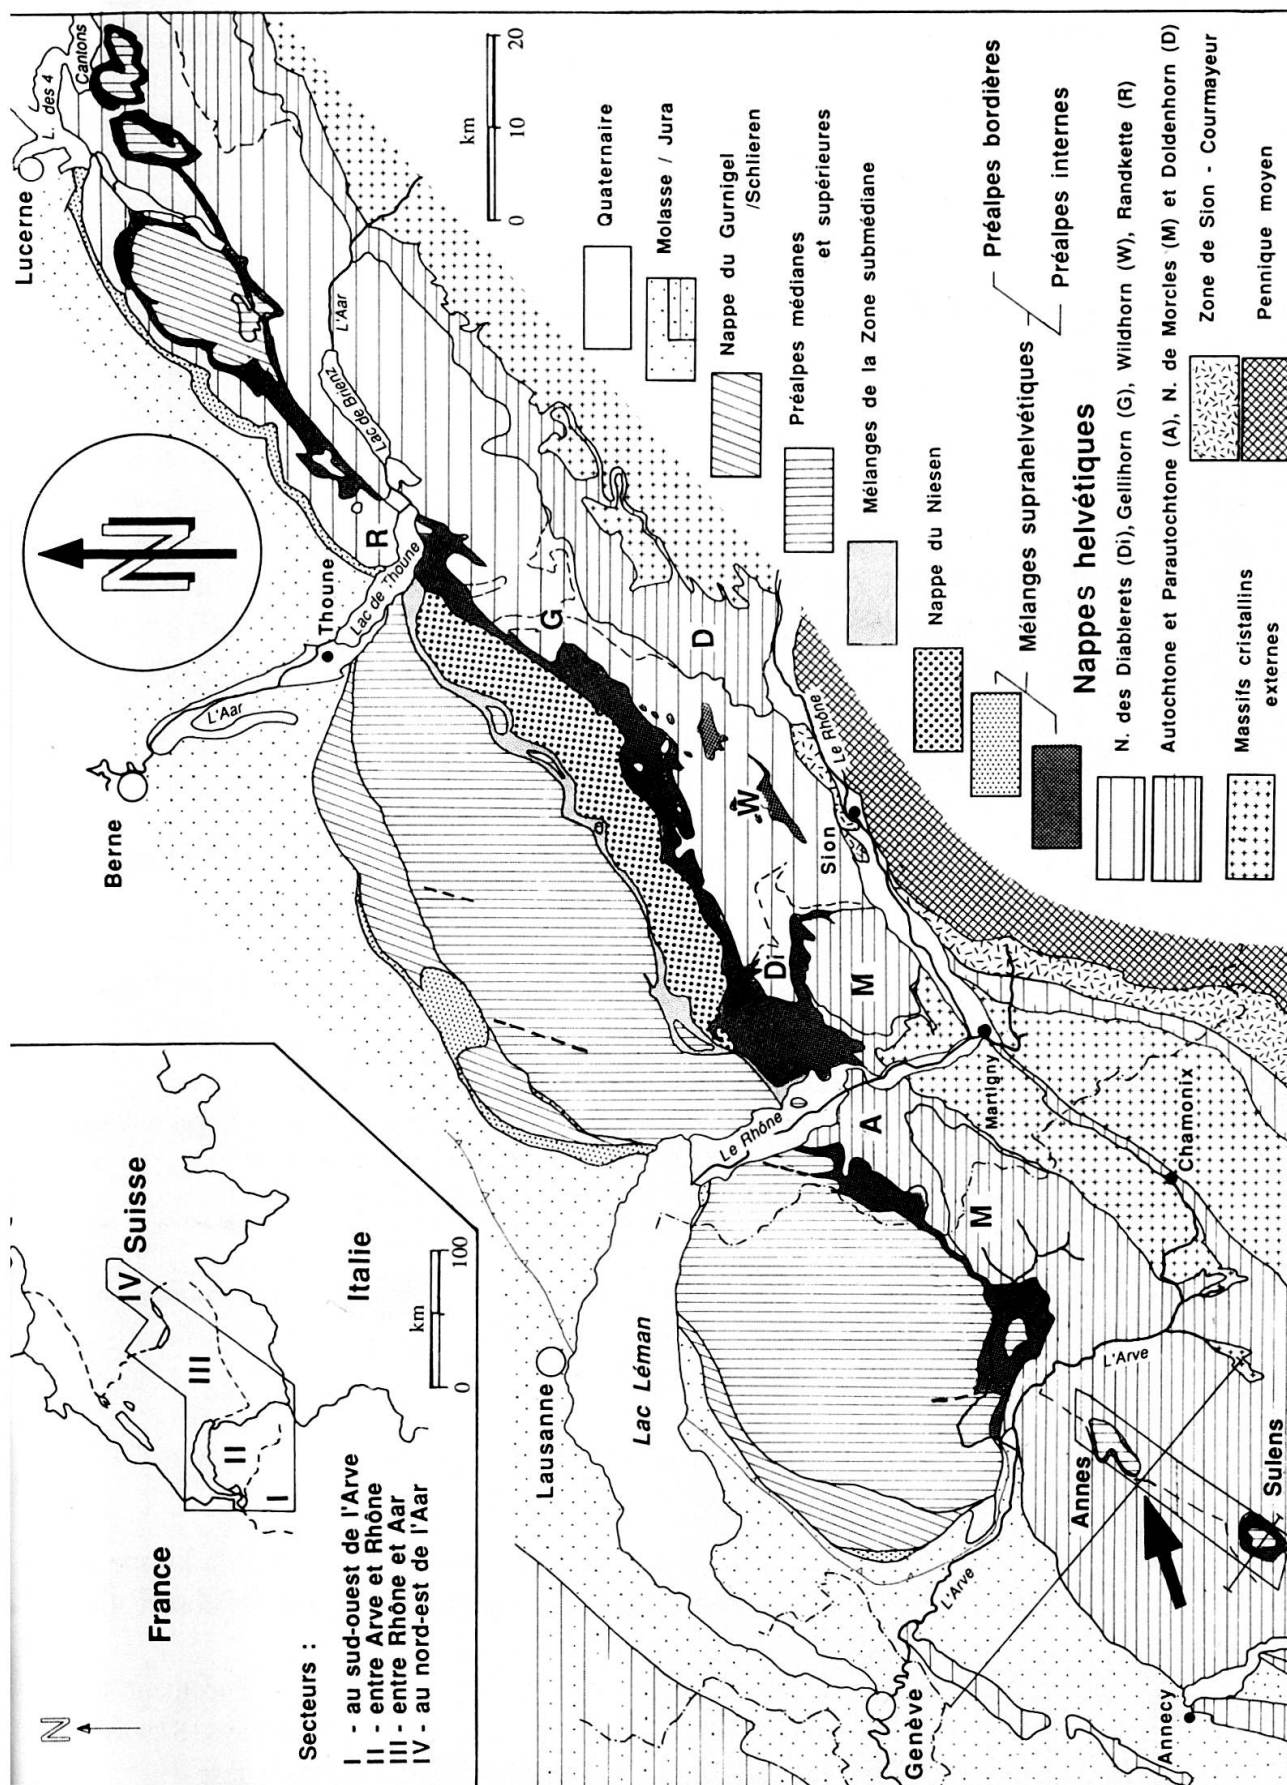 N
France
Suisse
Italie
I
II
III
IV
km
0
100
Secteurs :
I - au sud-ouest de l'Arve
II - entre Arve et Rhône
III - entre Rhône et Aar
IV - au nord-est de l'Aar
N
Berne
L'Aar
Thoune
Lac de Thoune
R
Lac de Brienz
L'Aar
Lucerne
L. des 4
Cantons
km
0 10 20
G
D
W
Di
M
Sion
Le Rhône
Le Rhône
A
M
Martigny
Chamonix
Lausanne
Lac Léman
Genève
L'Arve
L'Arve
Annes
Sulens
Annecy
Quaternaire
Molasse / Jura
Nappe du Gurnigel
/Schlieren
Préalpes médianes
et supérieures
Mélanges de la Zone submédiane
Nappe du Niesen
Mélanges suprahelvétiques
Préalpes bordières
Préalpes internes
Nappes helvétiques
N. des Diablerets (Di), Gellihorn (G), Wildhorn (W), Randkette (R)
Autochtone et Parautochtone (A), N. de Morcles (M) et Doldenhorn (D)
Massifs cristallins
externes
Zone de Sion - Courmayeur
Pennique moyen